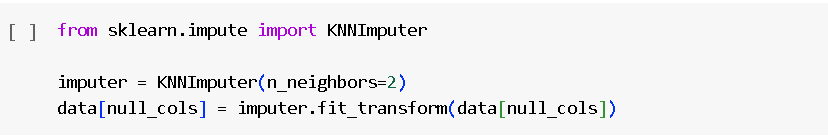 [ ] from sklearn.impute import KNNImputer
imputer = KNNImputer(n_neighbors=2)
data[null_cols] = imputer.fit_transform(data[null_cols])